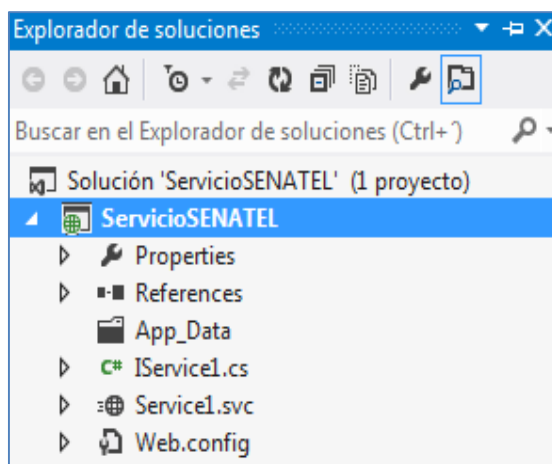 Explorador de soluciones
Buscar en el Explorador de soluciones (Ctrl+´)
Solución 'ServicioSENATEL' (1 proyecto)
ServicioSENATEL
Properties
References
App_Data
C# IService1.cs
Service1.svc
Web.config